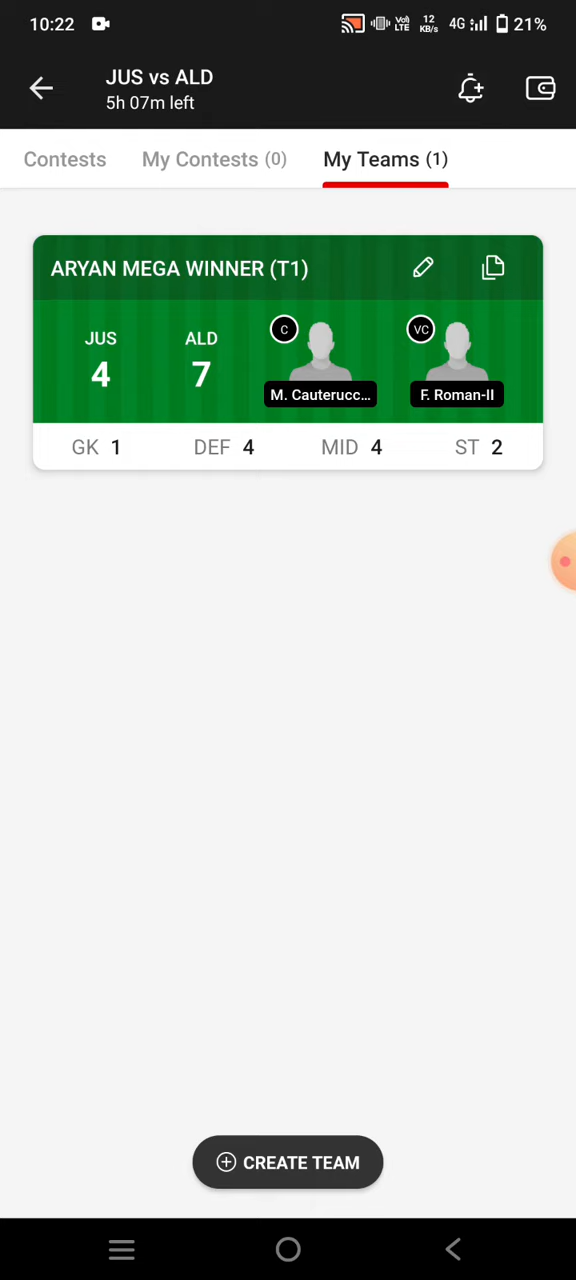 10:22 Vo) LTE 12 KB/s 4G 21%
JUS vs ALD
5h 07m left
Contests My Contests (0) My Teams (1)
ARYAN MEGA WINNER (T1)
JUS ALD C VC
4 7
M. Cauterucc... F. Roman-II
GK 1 DEF 4 MID 4 ST 2
CREATE TEAM